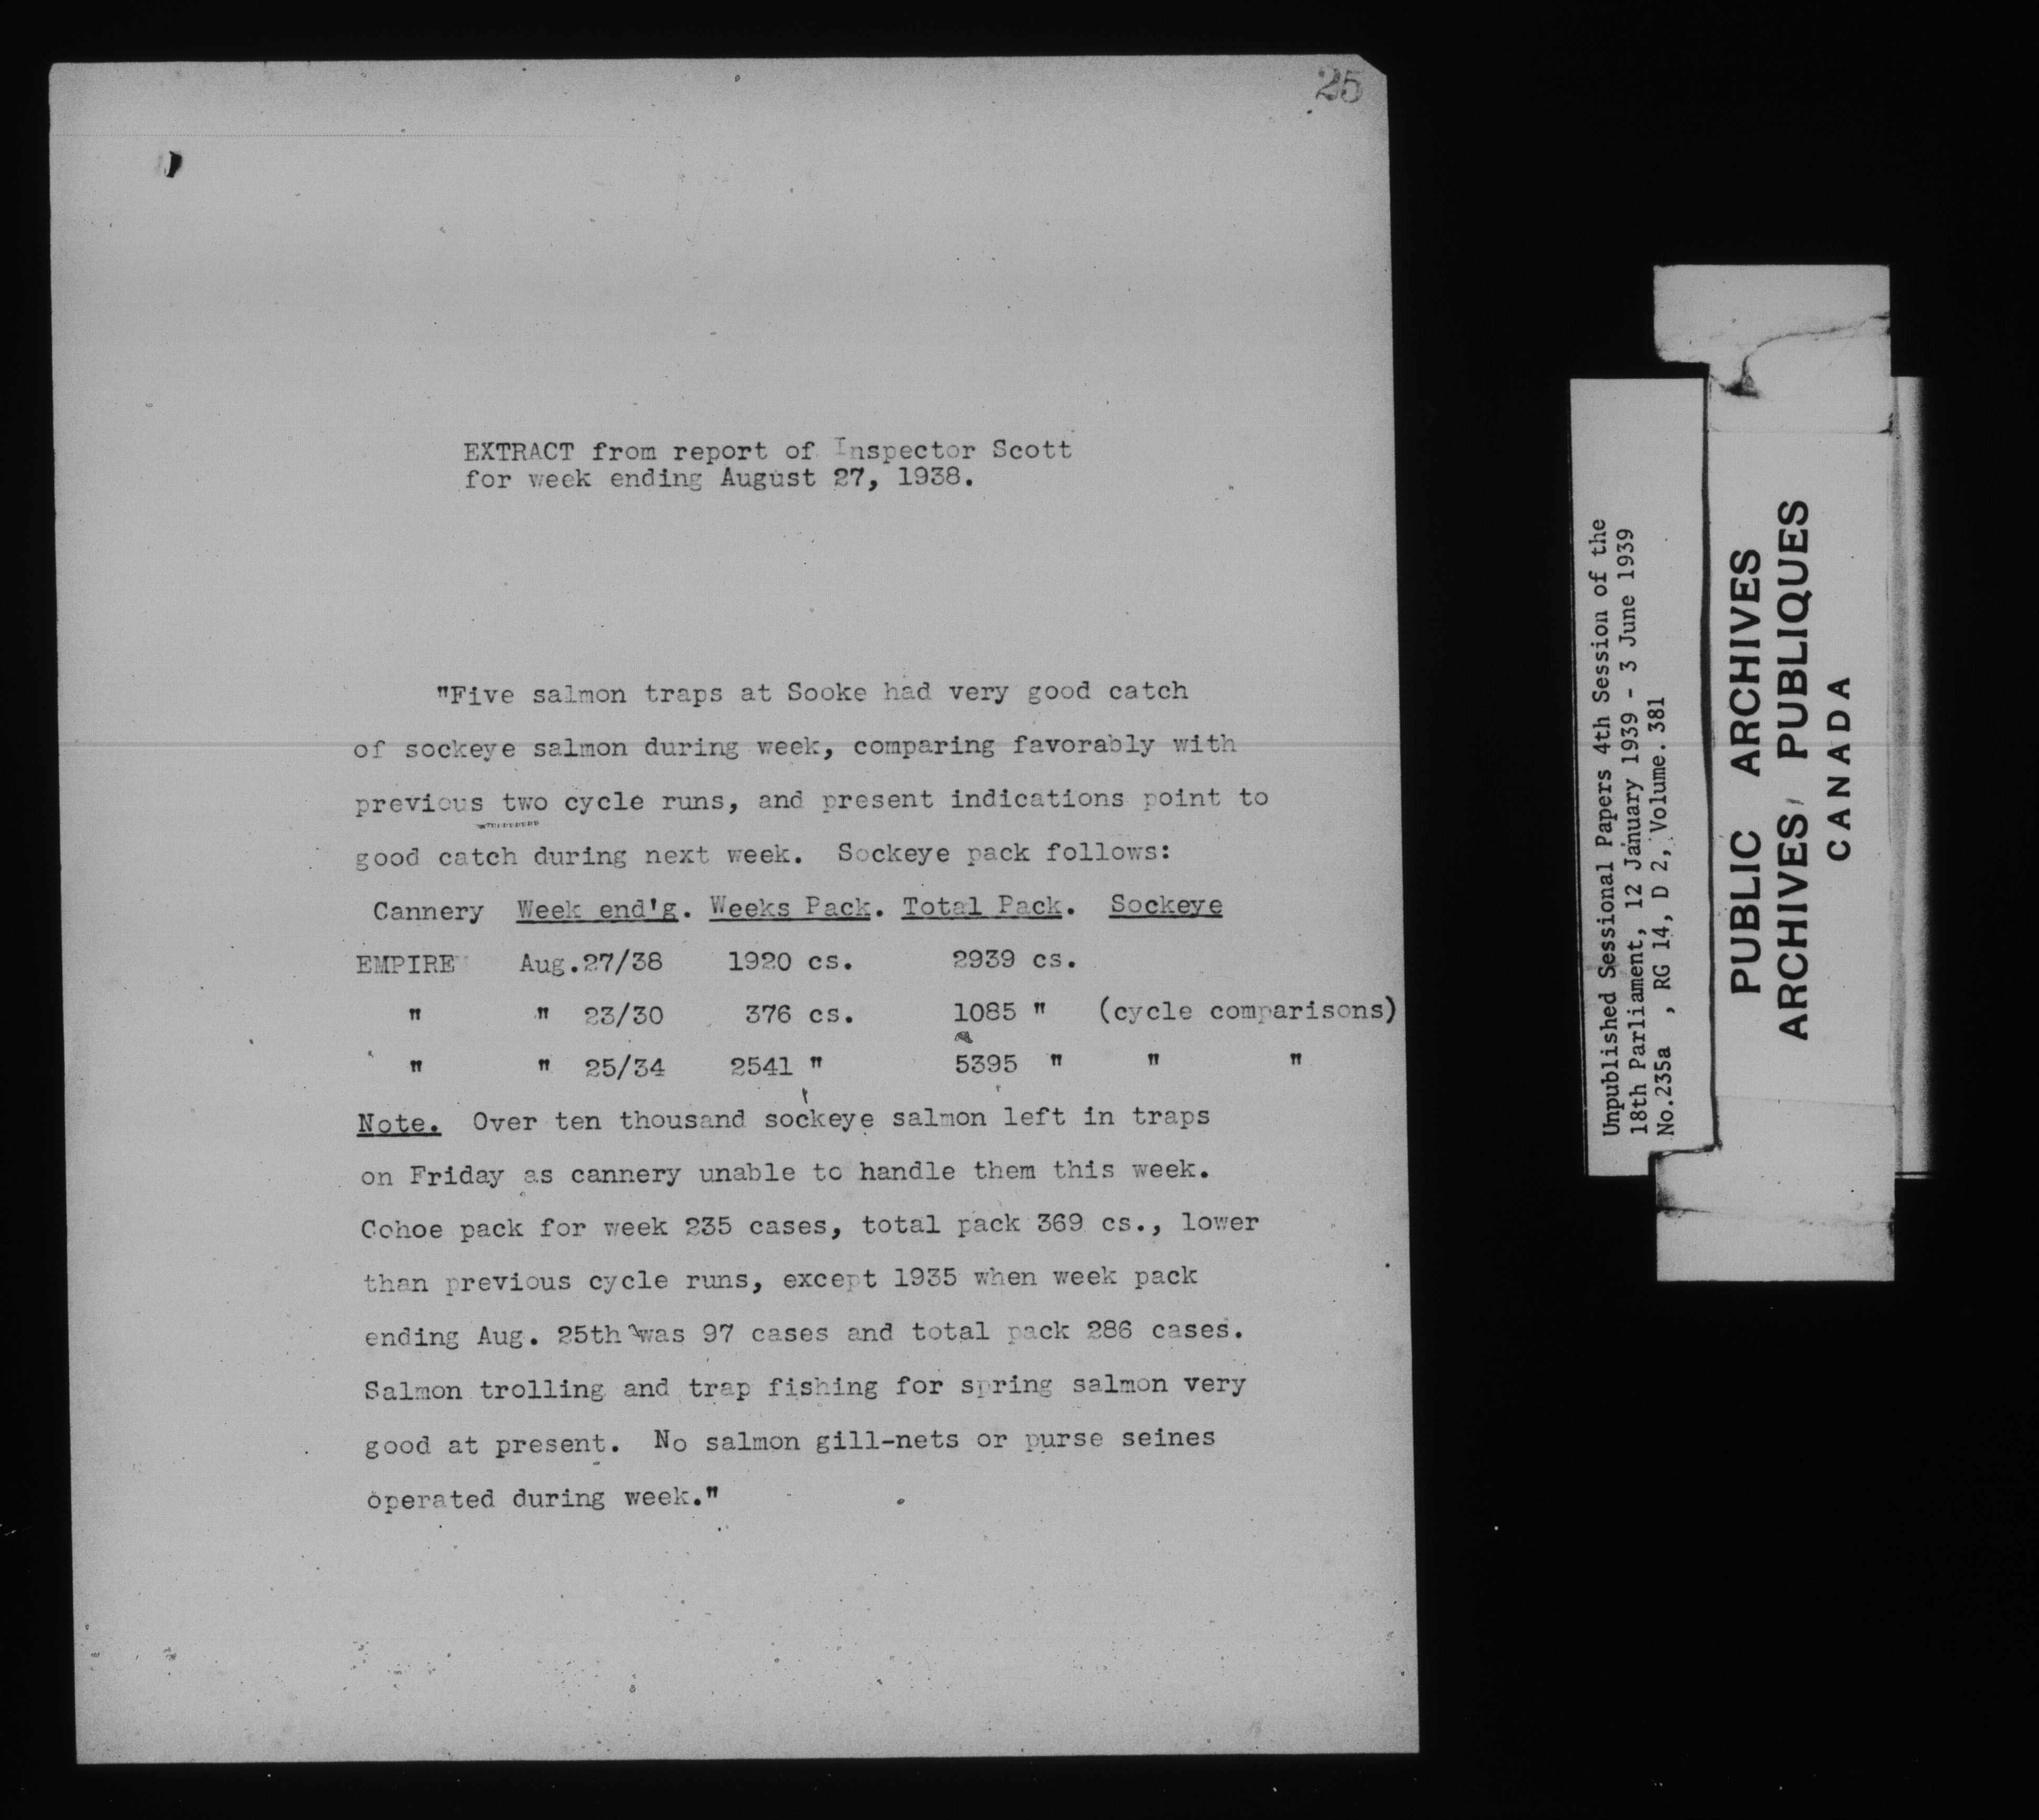 25
EXTRACT from report of Inspector Scott
for week ending August 27, 1938.
"Five salmon traps at Sooke had very good catch
of sockeye salmon during week, comparing favorably with
previous two cycle runs, and present indications point to
good catch during next week. Sockeye pack follows:
Cannery Week end'g. Weeks Pack. Total Pack. Sockeye
EMPIRE Aug.27/38 1920 cs. 2939 cs.
" " 23/30 376 cs. 1085 " (cycle comparisons)
" " 25/34 2541 " 5395 " " "
Note. Over ten thousand sockeye salmon left in traps
on Friday as cannery unable to handle them this week.
Cohoe pack for week 235 cases, total pack 369 cs., lower
than previous cycle runs, except 1935 when week pack
ending Aug. 25th was 97 cases and total pack 286 cases.
Salmon trolling and trap fishing for spring salmon very
good at present. No salmon gill-nets or purse seines
operated during week."
Unpublished Sessional Papers 4th Session of the
18th Parliament, 12 January 1939 - 3 June 1939
No.235a , RG 14, D 2, Volume. 381
PUBLIC ARCHIVES
ARCHIVES PUBLIQUES
CANADA